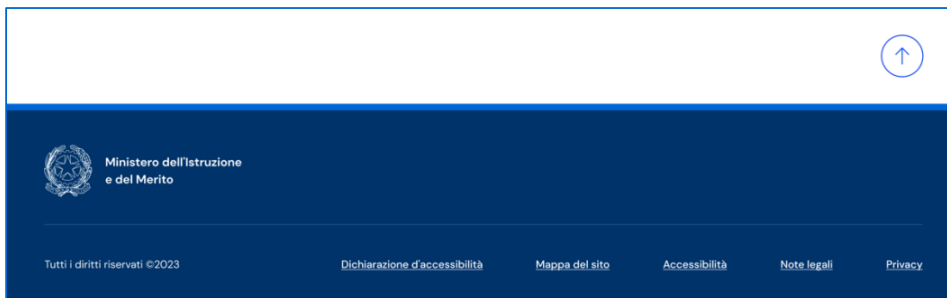 Ministero dell'Istruzione
e del Merito
Tutti i diritti riservati ©2023 Dichiarazione d'accessibilità Mappa del sito Accessibilità Note legali Privacy